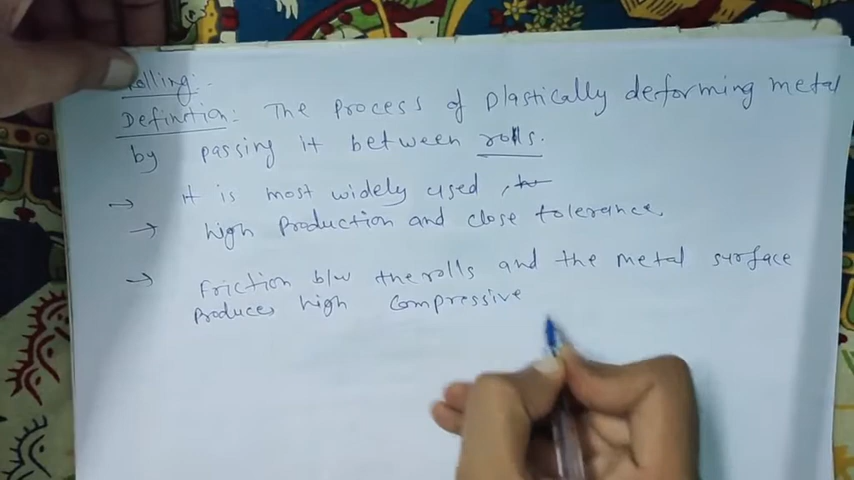 Rolling:-
Definition: The Process of Plastically deforming metal
by passing it between rolls.
→ it is most widely used,
→ high Production and close tolerance,
→ Friction b/w the rolls and the metal surface
Produces high Compressive